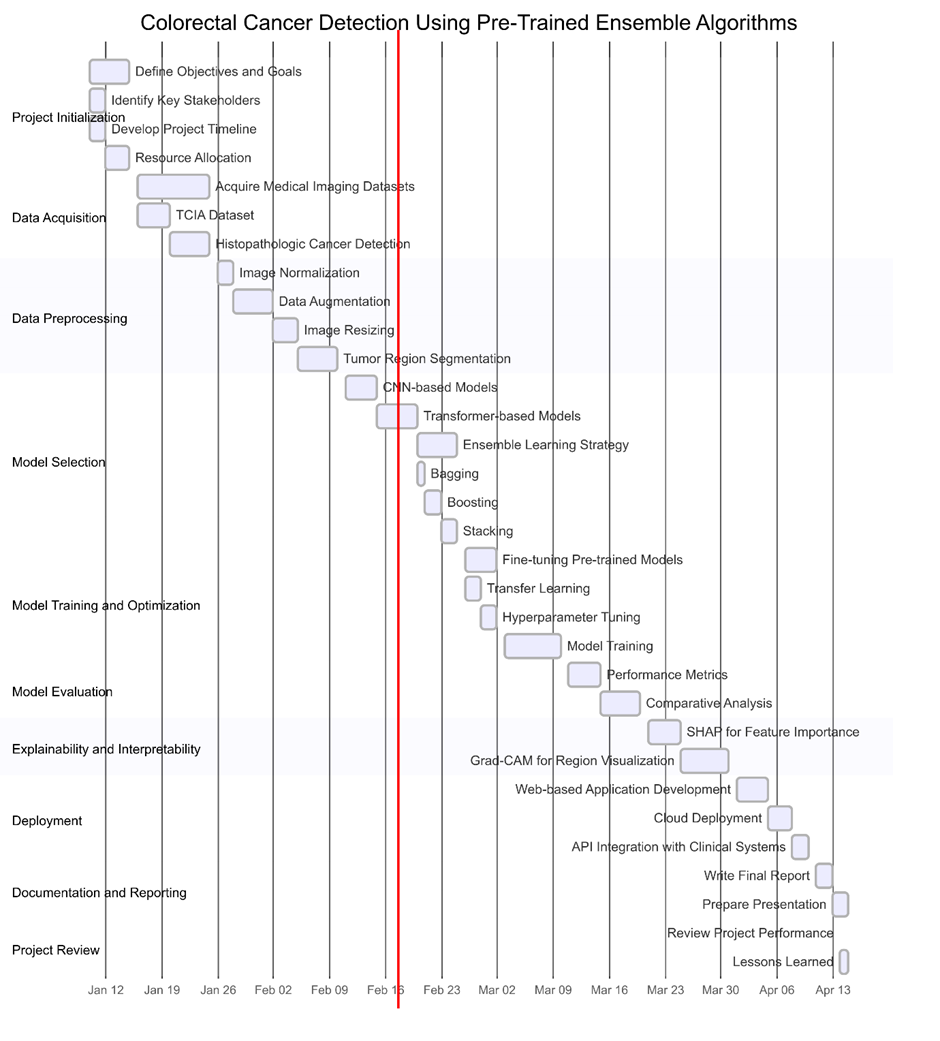 Colorectal Cancer Detection Using Pre-Trained Ensemble Algorithms
Define Objectives and Goals
Identify Key Stakeholders
Project Initialization
Develop Project Timeline
Resource Allocation
Acquire Medical Imaging Datasets
Data Acquisition
TCIA Dataset
Histopathologic Cancer Detection
Image Normalization
Data Augmentation
Data Preprocessing
Image Resizing
Tumor Region Segmentation
CNN-based Models
Transformer-based Models
Ensemble Learning Strategy
Model Selection
Bagging
Boosting
Stacking
Fine-tuning Pre-trained Models
Transfer Learning
Model Training and Optimization
Hyperparameter Tuning
Model Training
Performance Metrics
Model Evaluation
Comparative Analysis
SHAP for Feature Importance
Explainability and Interpretability
Grad-CAM for Region Visualization
Web-based Application Development
Deployment
Cloud Deployment
API Integration with Clinical Systems
Write Final Report
Documentation and Reporting
Prepare Presentation
Review Project Performance
Project Review
Lessons Learned
Jan 12 Jan 19 Jan 26 Feb 02 Feb 09 Feb 16 Feb 23 Mar 02 Mar 09 Mar 16 Mar 23 Mar 30 Apr 06 Apr 13